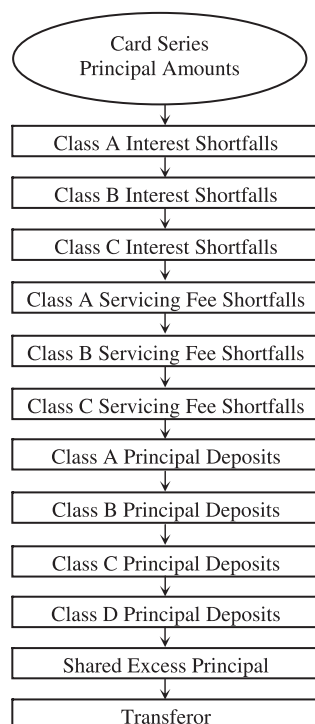 Card Series
Principal Amounts
Class A Interest Shortfalls
Class B Interest Shortfalls
Class C Interest Shortfalls
Class A Servicing Fee Shortfalls
Class B Servicing Fee Shortfalls
Class C Servicing Fee Shortfalls
Class A Principal Deposits
Class B Principal Deposits
Class C Principal Deposits
Class D Principal Deposits
Shared Excess Principal
Transferor